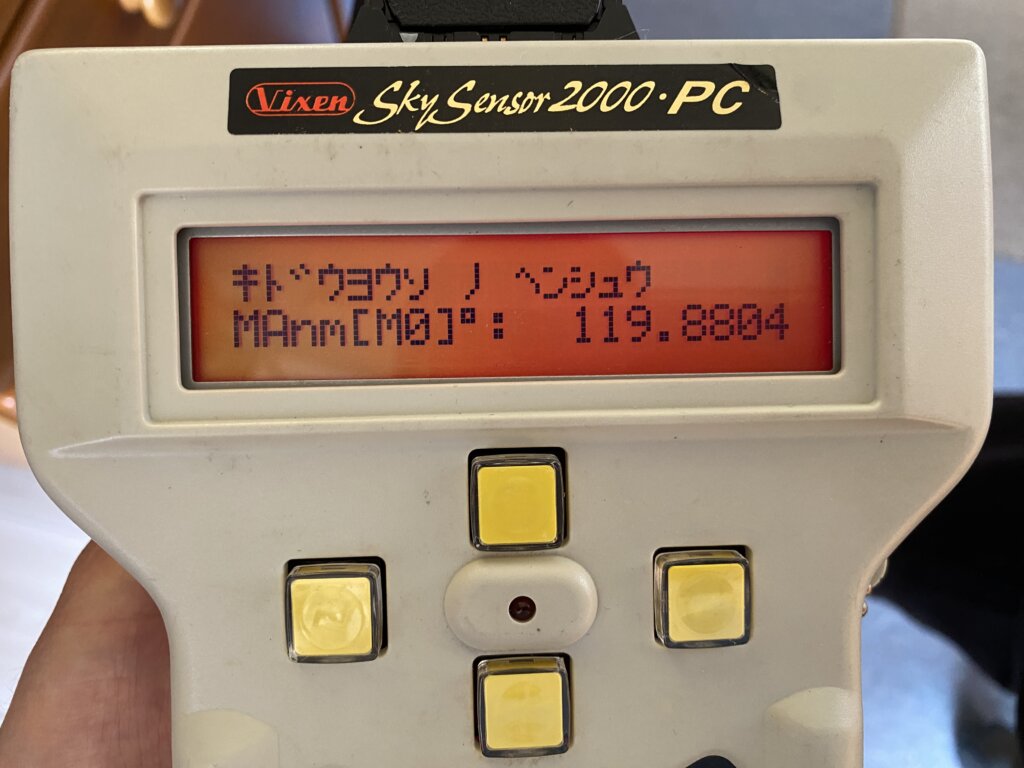 Vixen SkySensor2000・PC
キドウヨウソ ノ ヘンシュウ
MAnm[M0]°: 119.8804